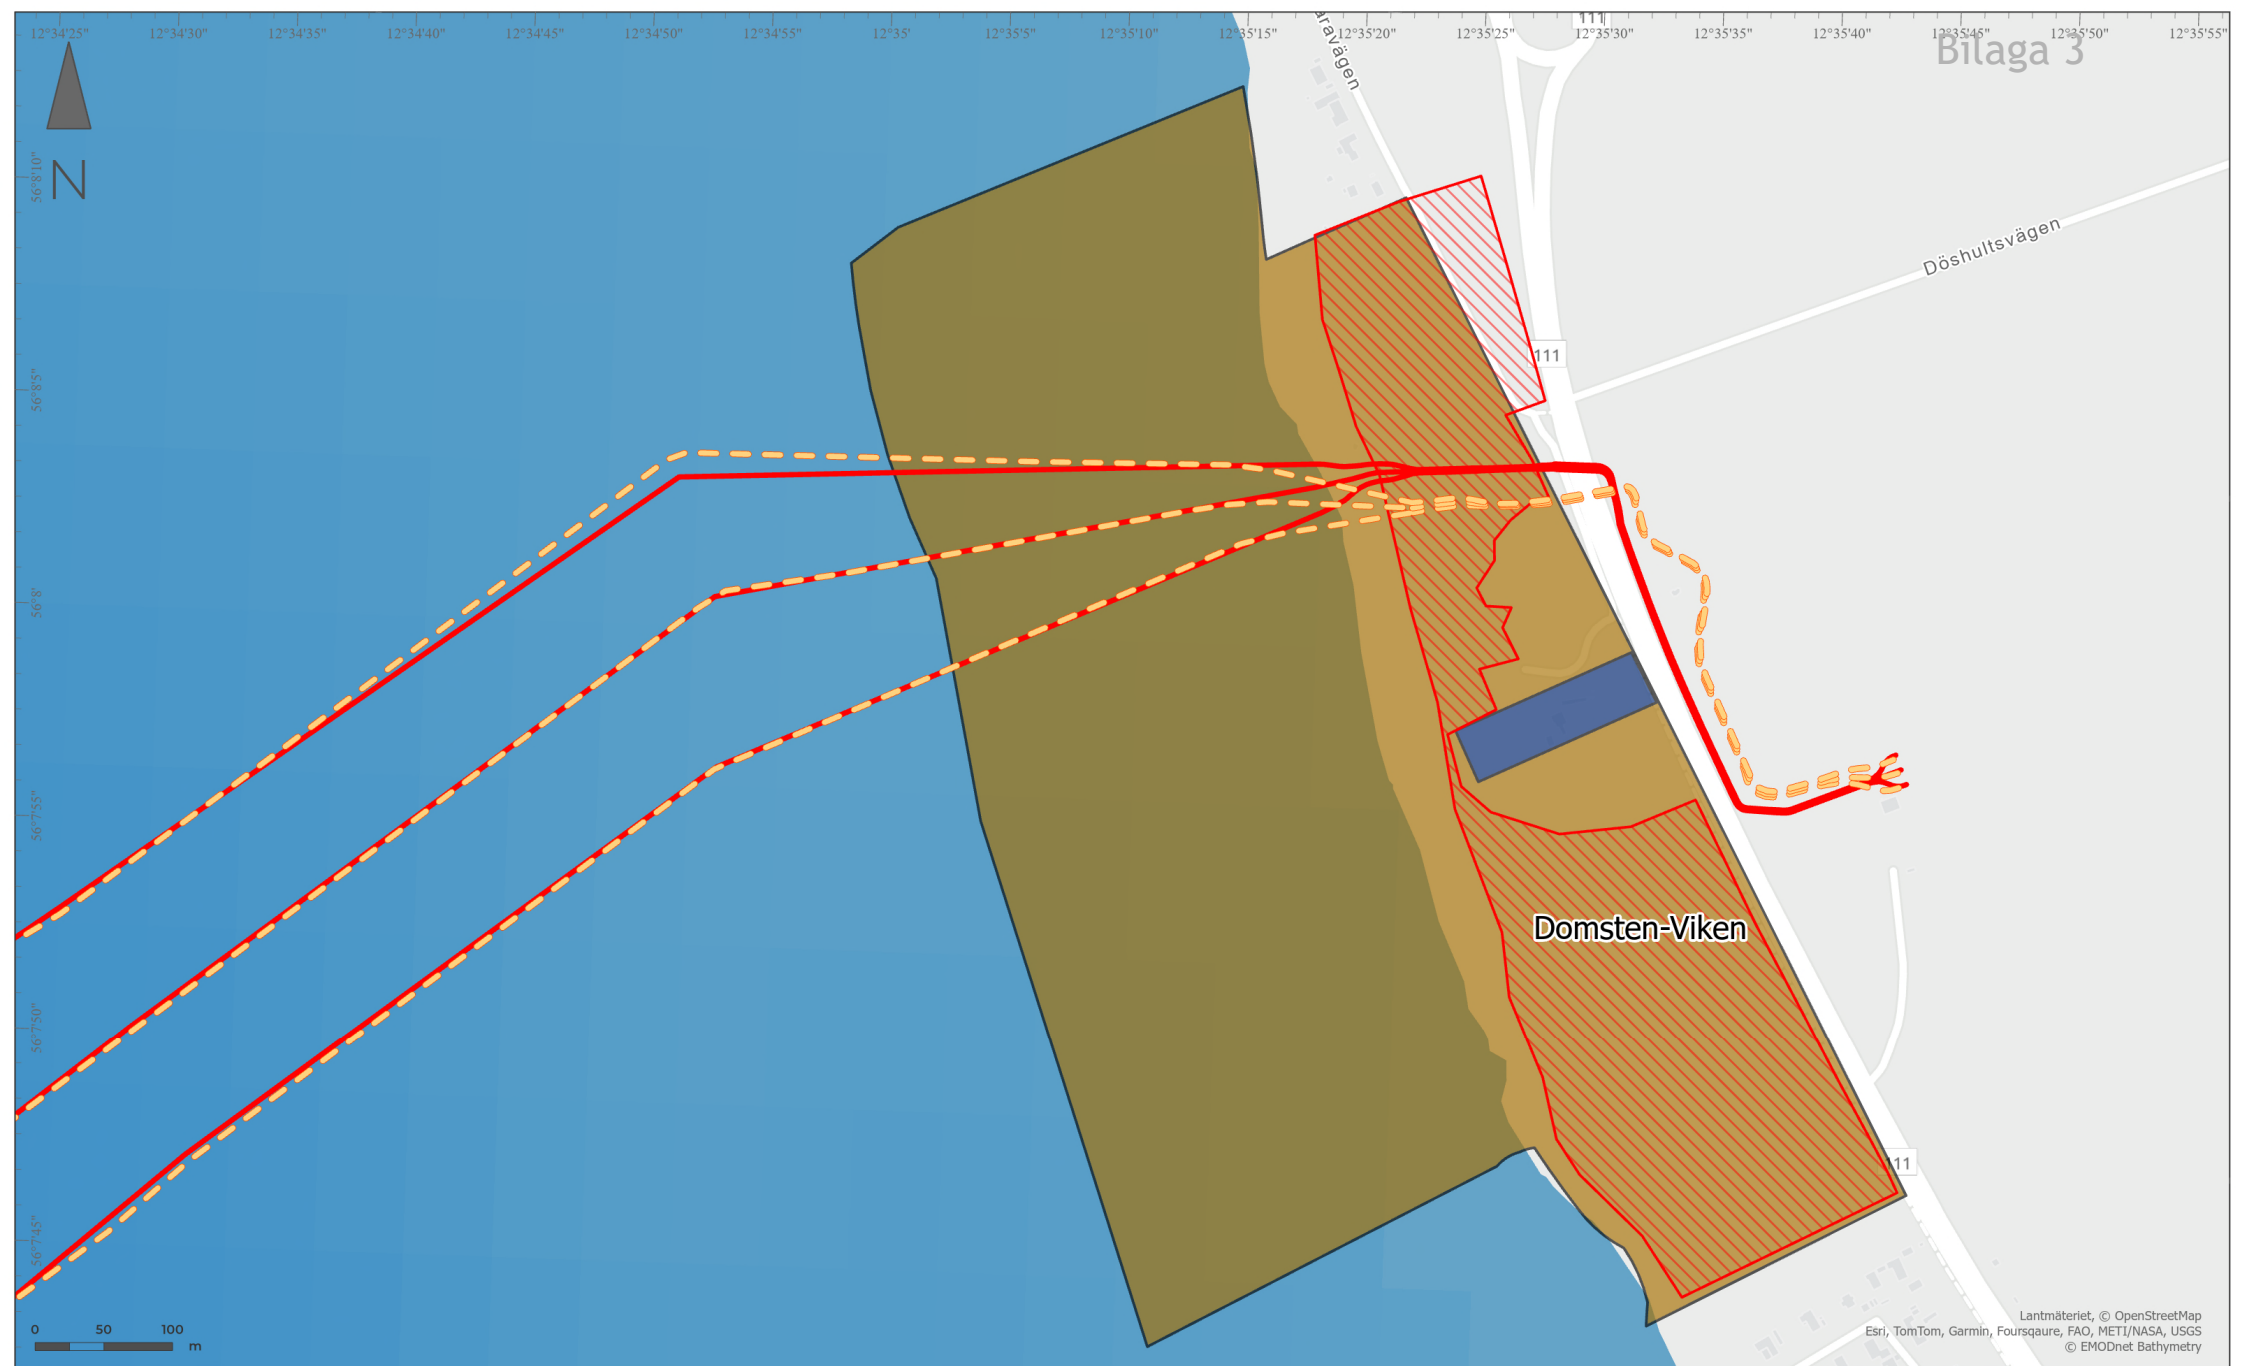 12°34'25" 12°34'30" 12°34'35" 12°34'40" 12°34'45" 12°34'50" 12°34'55" 12°35' 12°35'5" 12°35'10" 12°35'15" 12°35'20" 12°35'25" 12°35'30" 12°35'35" 12°35'40" 12°35'45" 12°35'50" 12°35'55"
111
Bilaga 3
aravägen
N
56°8'10"
Döshultsvägen
111
56°8'5"
56°8'
56°7'55"
Domsten-Viken
56°7'50"
111
56°7'45"
0 50 100
m
Lantmäteriet, © OpenStreetMap
Esri, TomTom, Garmin, Foursqaure, FAO, METI/NASA, USGS
© EMODnet Bathymetry